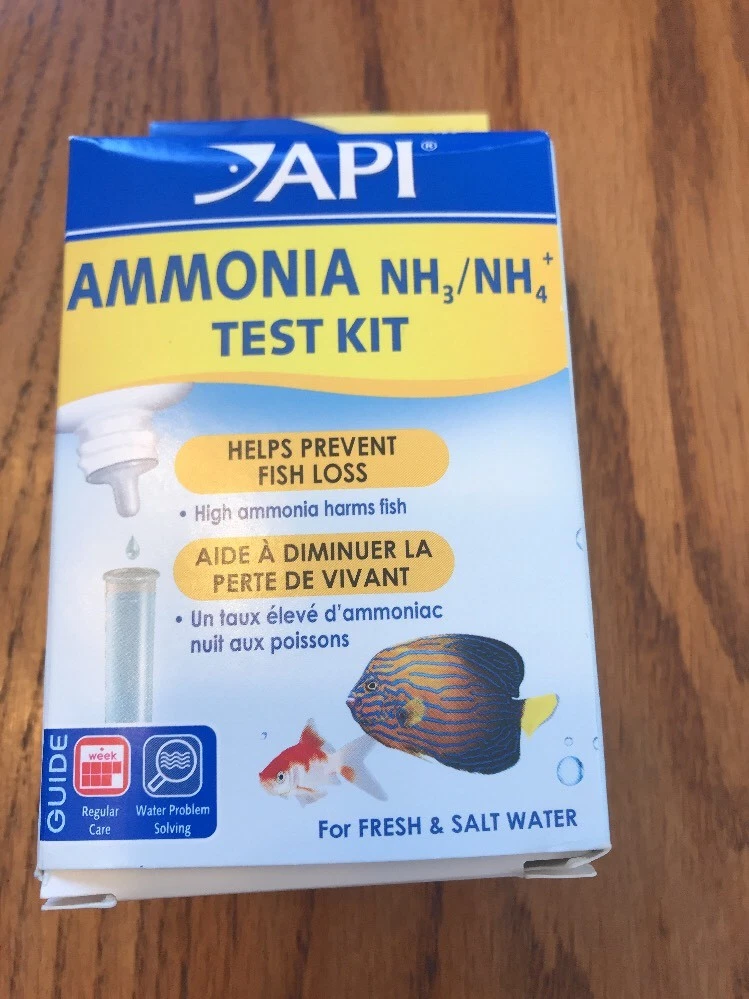 API®
AMMONIA NH₃/NH₄⁺
TEST KIT
HELPS PREVENT
FISH LOSS
• High ammonia harms fish
AIDE À DIMINUER LA
PERTE DE VIVANT
• Un taux élevé d'ammoniac
nuit aux poissons
GUIDE
week
Regular
Care
Water Problem
Solving
For FRESH & SALT WATER